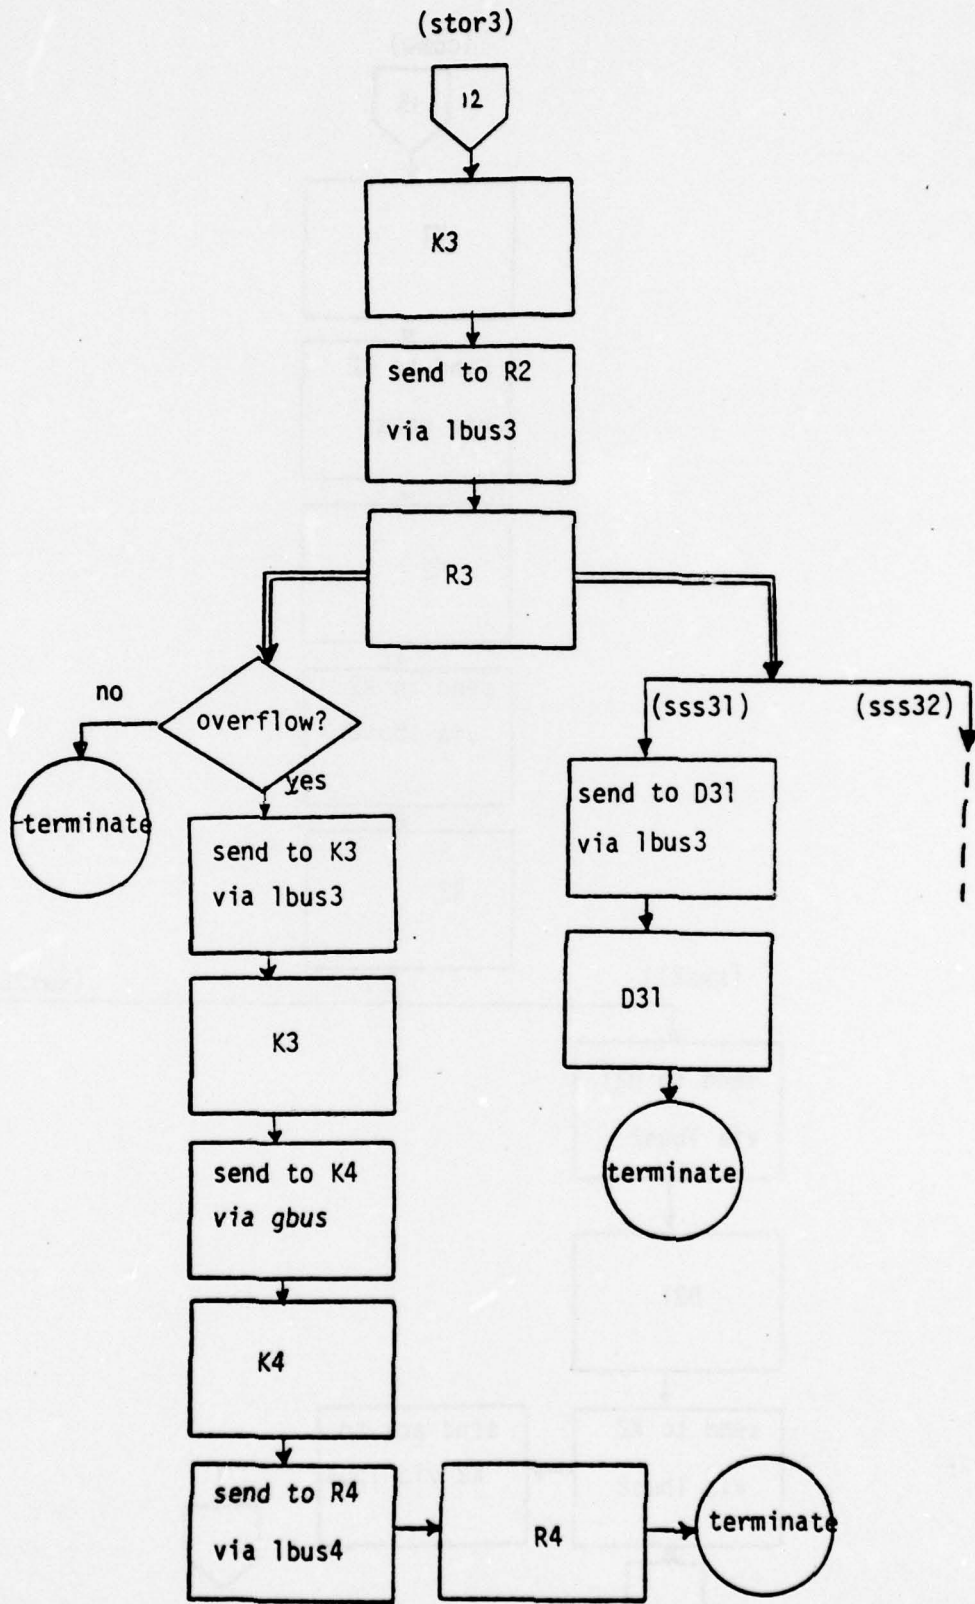 (stor3)
12
K3
send to R2
via lbus3
R3
no
overflow?
yes
terminate
send to K3
via lbus3
K3
send to K4
via gbus
K4
send to R4
via lbus4
R4
terminate
(sss31)
(sss32)
send to D31
via lbus3
D31
terminate